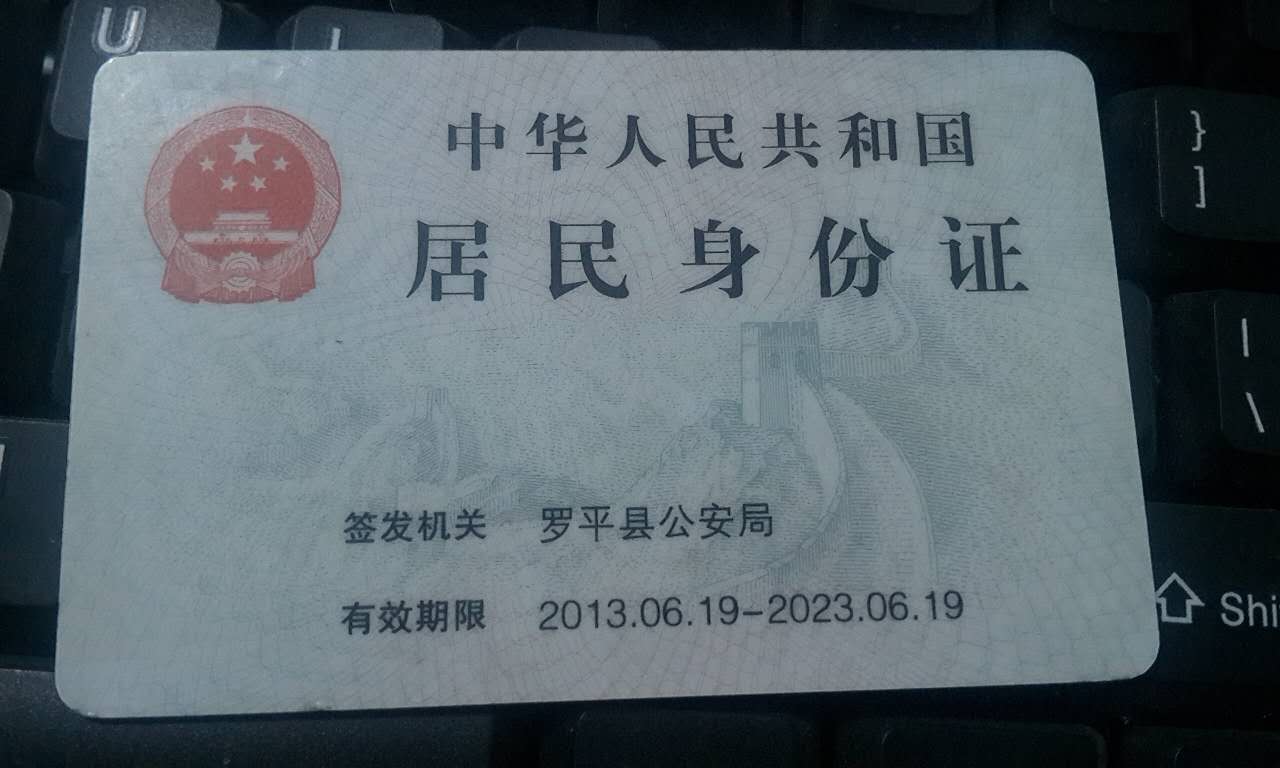 U
}
]
中华人民共和国
居民身份证
|
\
签发机关 罗平县公安局
有效期限 2013.06.19-2023.06.19
Shi